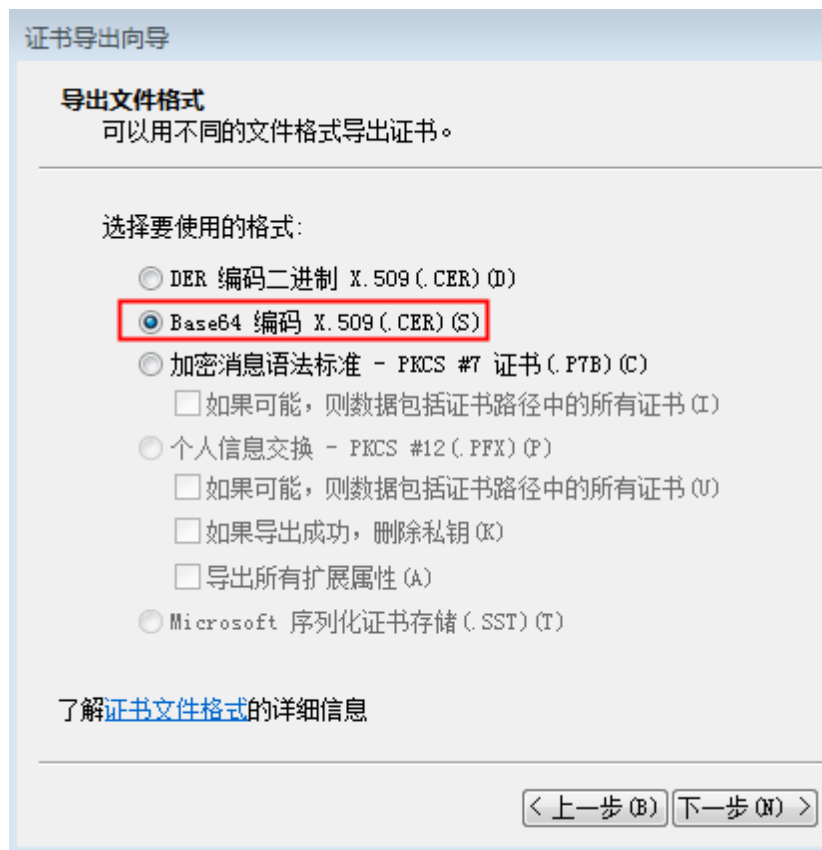 证书导出向导
导出文件格式
可以用不同的文件格式导出证书。
选择要使用的格式:
DER 编码二进制 X.509(.CER)(D)
Base64 编码 X.509(.CER)(S)
加密消息语法标准 - PKCS #7 证书(.P7B)(C)
如果可能，则数据包括证书路径中的所有证书(I)
个人信息交换 - PKCS #12(.PFX)(P)
如果可能，则数据包括证书路径中的所有证书(U)
如果导出成功，删除私钥(K)
导出所有扩展属性(A)
Microsoft 序列化证书存储(.SST)(T)
了解证书文件格式的详细信息
< 上一步(B) 下一步(N) >